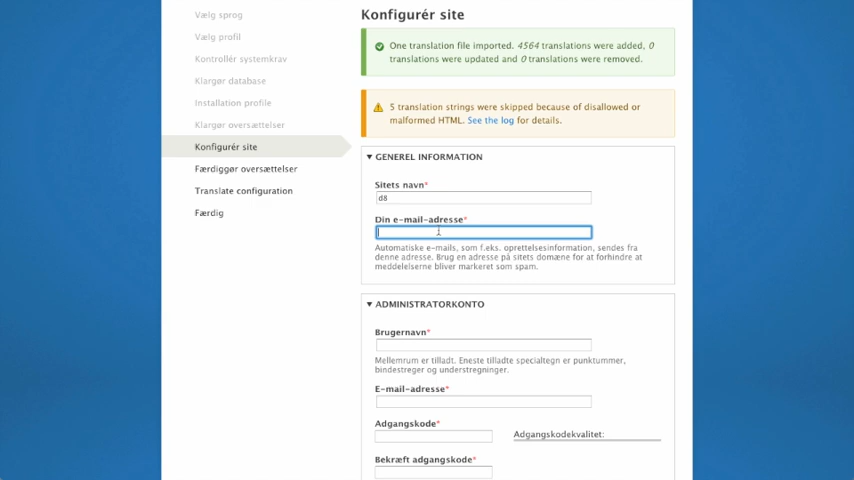 Vælg sprog
Vælg profil
Kontrollér systemkrav
Klargør database
Installation profile
Klargør oversættelser
Konfigurér site
Færdiggør oversættelser
Translate configuration
Færdig
Konfigurér site
One translation file imported. 4564 translations were added, 0
translations were updated and 0 translations were removed.
5 translation strings were skipped because of disallowed or
malformed HTML. See the log for details.
▼ GENEREL INFORMATION
Sitets navn*
d8
Din e-mail-adresse*
Automatiske e-mails, som f.eks. oprettelsesinformation, sendes fra
denne adresse. Brug en adresse på sitets domæne for at forhindre at
meddelelserne bliver markeret som spam.
▼ ADMINISTRATORKONTO
Brugernavn*
Mellemrum er tilladt. Eneste tilladte specialtegn er punktummer,
bindestreger og understregninger.
E-mail-adresse*
Adgangskode*
Adgangskodekvalitet:
Bekræft adgangskode*